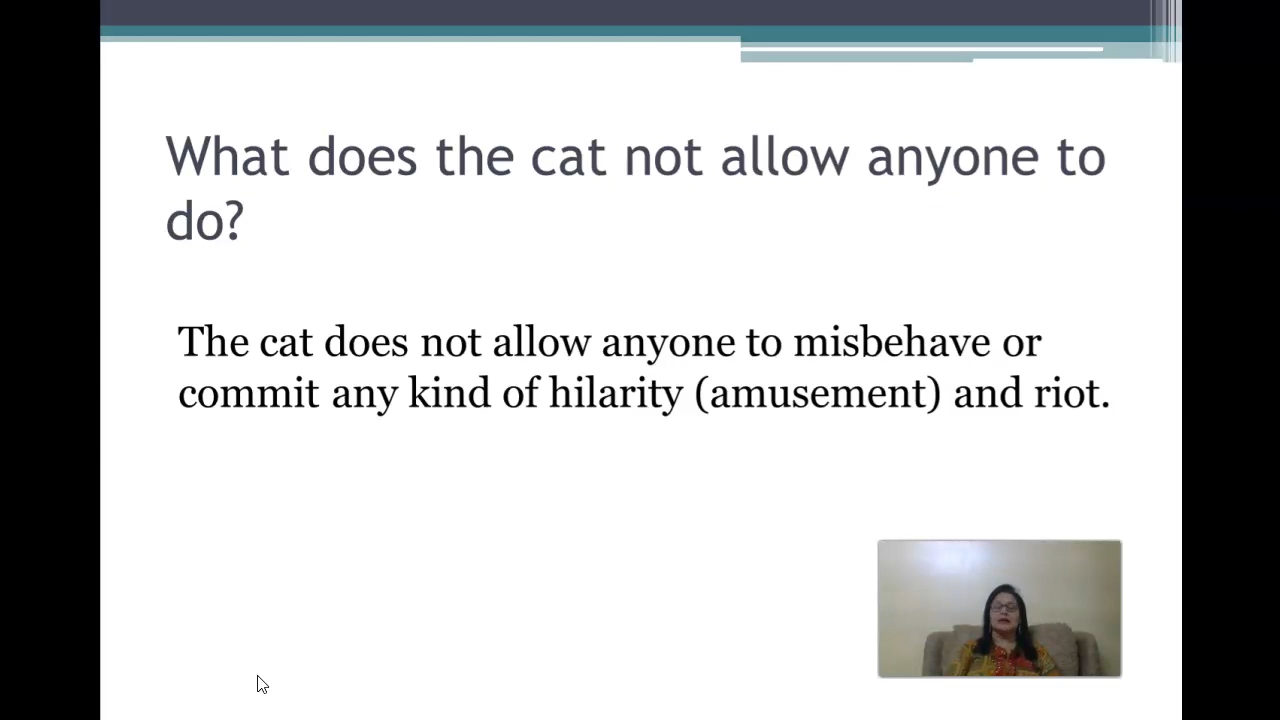 What does the cat not allow anyone to
do?
The cat does not allow anyone to misbehave or
commit any kind of hilarity (amusement) and riot.